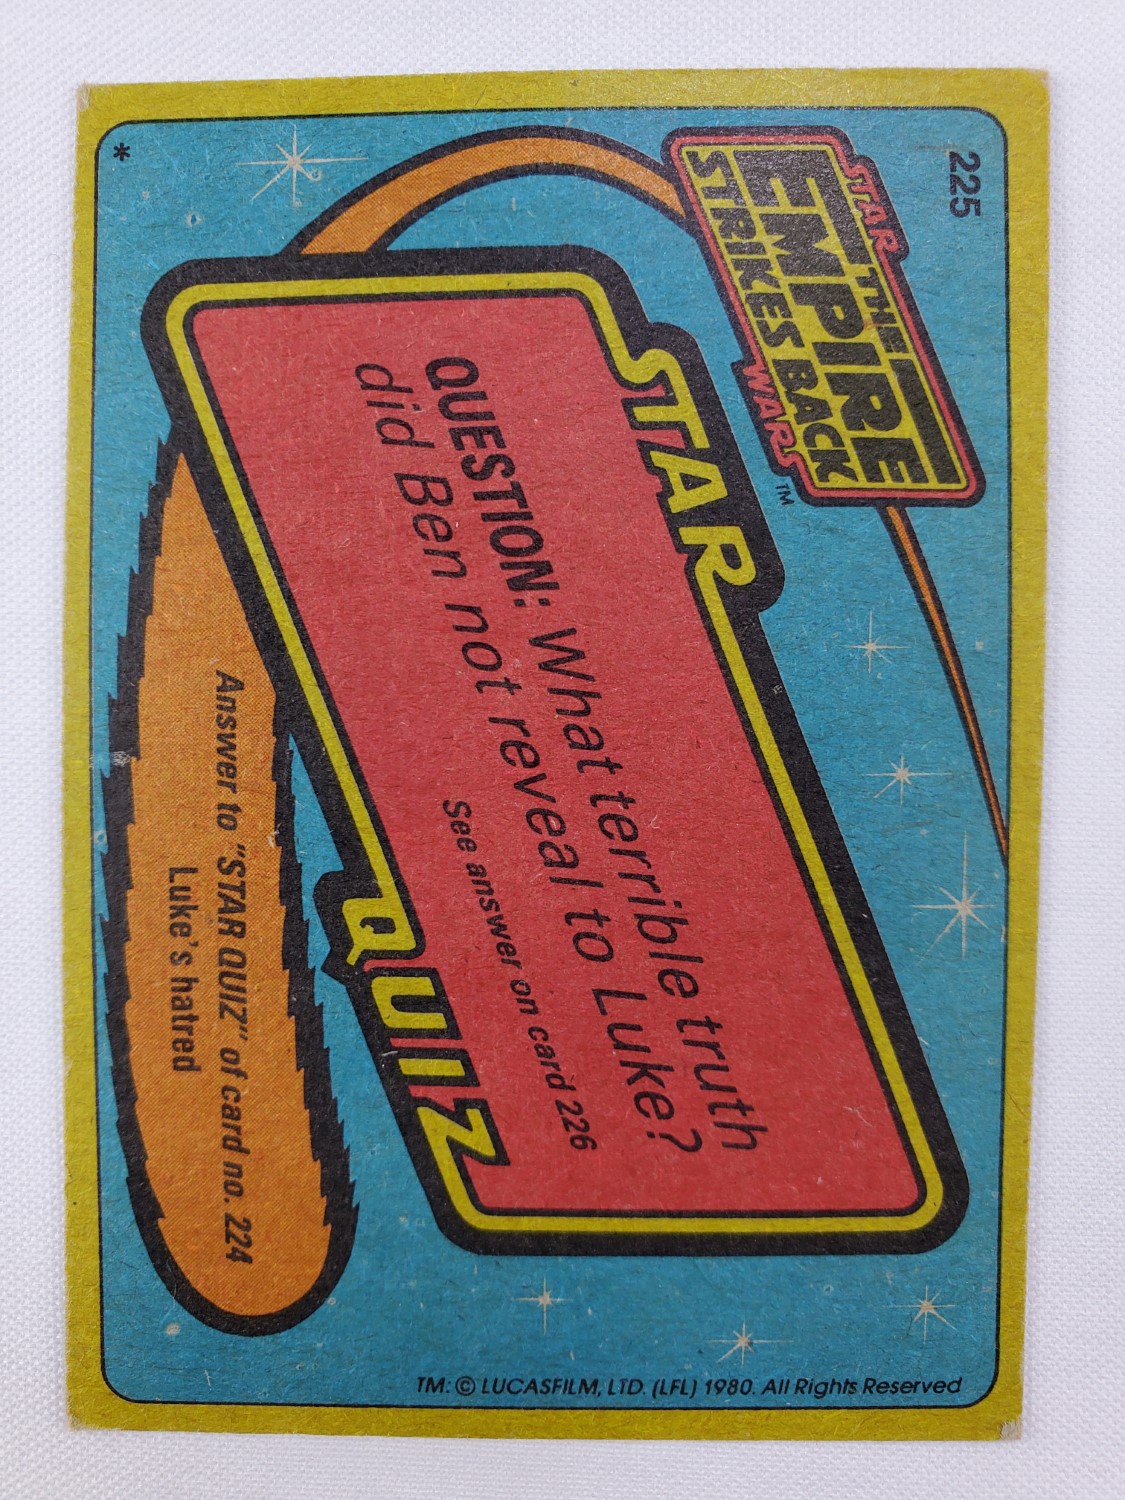 225
STAR
THE
EMPIRE
STRIKES BACK
WARS
TM
*
STAR
QUESTION: What terrible truth
did Ben not reveal to Luke?
See answer on card 226
QUIZ
Answer to "STAR QUIZ" of card no. 224
Luke's hatred
TM: © LUCASFILM, LTD. (LFL) 1980. All Rights Reserved